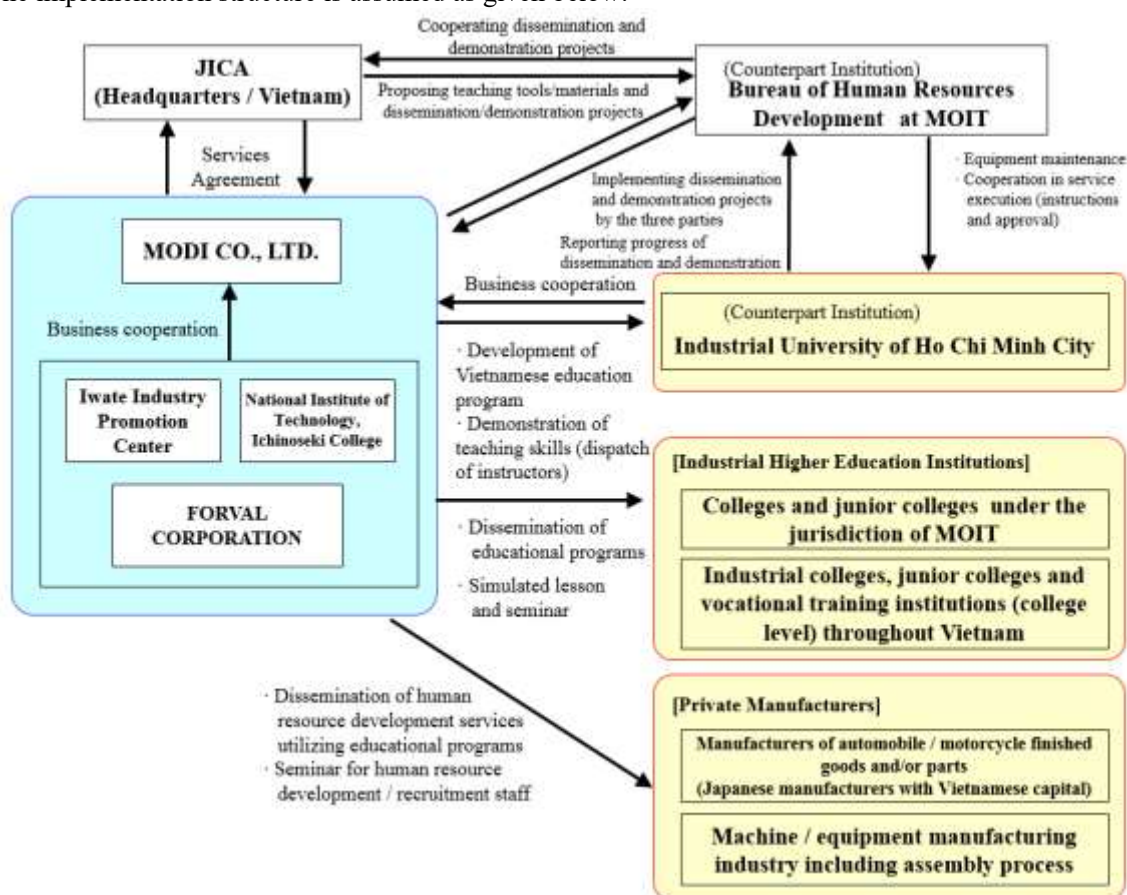 Cooperating dissemination and
demonstration projects
JICA
(Headquarters / Vietnam)
(Counterpart Institution)
Bureau of Human Resources
Development at MOIT
Proposing teaching tools/materials and
dissemination/demonstration projects
Services
Agreement
· Equipment maintenance
· Cooperation in service
execution (instructions
and approval)
Implementing dissemination
and demonstration projects
by the three parties
Reporting progress of
dissemination and demonstration
MODI CO., LTD.
Business cooperation
Business cooperation
(Counterpart Institution)
Industrial University of Ho Chi Minh City
Iwate Industry
Promotion
Center
National Institute of
Technology,
Ichinoseki College
FORVAL
CORPORATION
· Development of
Vietnamese education
program
· Demonstration of
teaching skills (dispatch
of instructors)
· Dissemination of
educational programs
· Simulated lesson
and seminar
[Industrial Higher Education Institutions]
Colleges and junior colleges under the
jurisdiction of MOIT
Industrial colleges, junior colleges and
vocational training institutions (college
level) throughout Vietnam
· Dissemination of human
resource development services
utilizing educational programs
· Seminar for human resource
development / recruitment staff
[Private Manufacturers]
Manufacturers of automobile / motorcycle finished
goods and/or parts
(Japanese manufacturers with Vietnamese capital)
Machine / equipment manufacturing
industry including assembly process